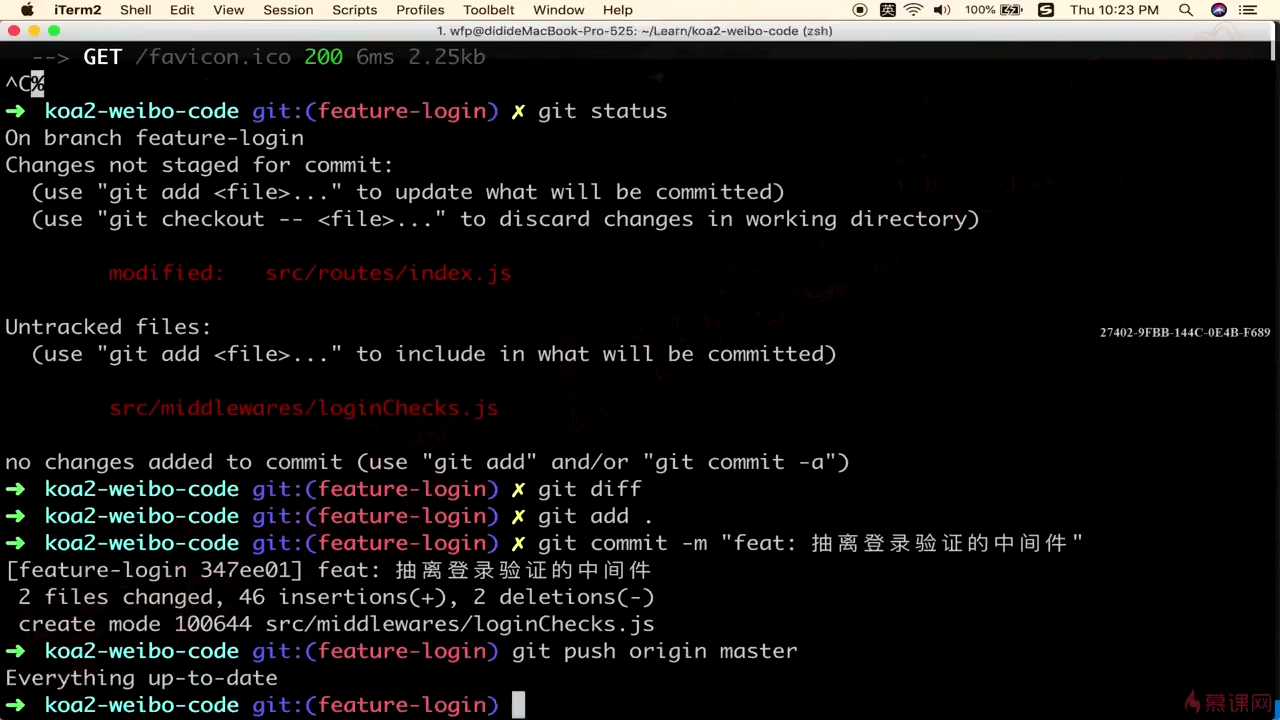 iTerm2 Shell Edit View Session Scripts Profiles Toolbelt Window Help 英 100% Thu 10:23 PM
1. wfp@dideMacBook-Pro-525: ~/Learn/koa2-weibo-code (zsh)
--> GET /favicon.ico 200 6ms 2.25kb
^C%
➜ koa2-weibo-code git:(feature-login) ✗ git status
On branch feature-login
Changes not staged for commit:
(use "git add <file>..." to update what will be committed)
(use "git checkout -- <file>..." to discard changes in working directory)
modified: src/routes/index.js
Untracked files:
(use "git add <file>..." to include in what will be committed)
27402-9FBB-144C-0E4B-F689
src/middlewares/loginChecks.js
no changes added to commit (use "git add" and/or "git commit -a")
➜ koa2-weibo-code git:(feature-login) ✗ git diff
➜ koa2-weibo-code git:(feature-login) ✗ git add .
➜ koa2-weibo-code git:(feature-login) ✗ git commit -m "feat: 抽离登录验证的中间件"
[feature-login 347ee01] feat: 抽离登录验证的中间件
2 files changed, 46 insertions(+), 2 deletions(-)
create mode 100644 src/middlewares/loginChecks.js
➜ koa2-weibo-code git:(feature-login) git push origin master
Everything up-to-date
➜ koa2-weibo-code git:(feature-login)
慕课网